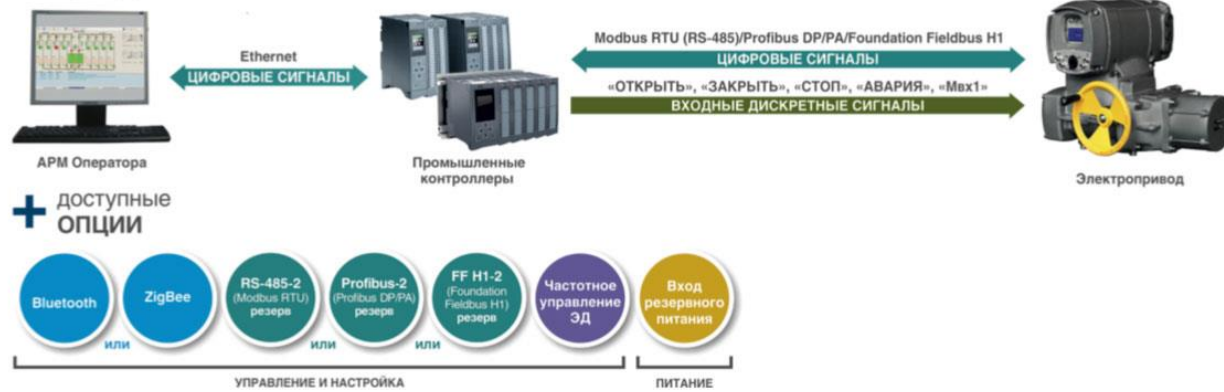 Ethernet
ЦИФРОВЫЕ СИГНАЛЫ
Modbus RTU (RS-485)/Profibus DP/PA/Foundation Fieldbus H1
ЦИФРОВЫЕ СИГНАЛЫ
«ОТКРЫТЬ», «ЗАКРЫТЬ», «СТОП», «АВАРИЯ», «Мвх1»
ВХОДНЫЕ ДИСКРЕТНЫЕ СИГНАЛЫ
АРМ Оператора
Промышленные
контроллеры
Электропривод
+ доступные
ОПЦИИ
Bluetooth
или
ZigBee
RS-485-2
(Modbus RTU)
резерв
или
Profibus-2
(Profibus DP/PA)
резерв
или
FF H1-2
(Foundation
Fieldbus H1)
резерв
Частотное
управление
ЭД
Вход
резервного
питания
УПРАВЛЕНИЕ И НАСТРОЙКА
ПИТАНИЕ